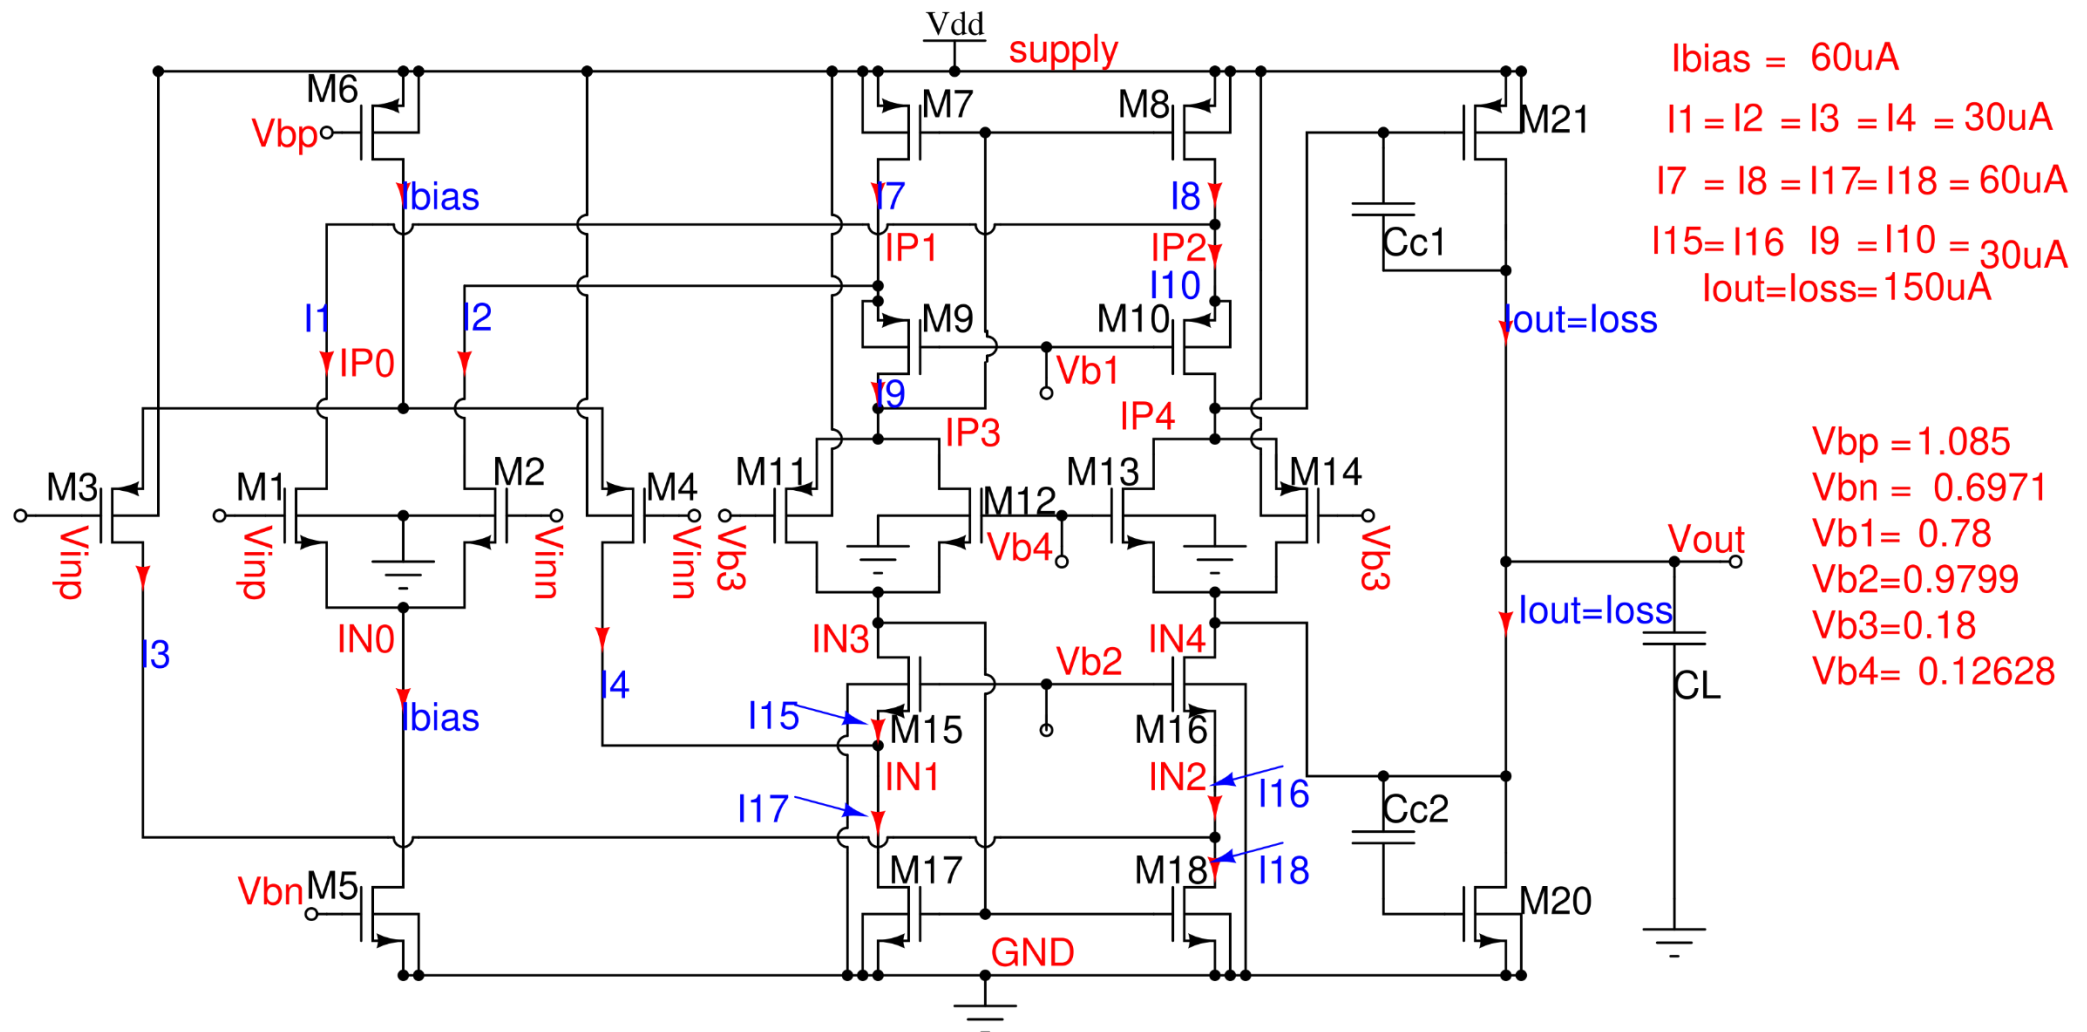 Vdd
supply
Ibias = 60uA
M6
M7
M8
M21
I1 = I2 = I3 = I4 = 30uA
Vbp
Ibias
I7
I8
I7 = I8 = I17= I18 = 60uA
IP1
IP2
Cc1
I15= I16 I9 = I10 = 30uA
I10
Iout=Ioss= 150uA
I1
I2
M9
M10
Iout=Ioss
IP0
Vb1
I9
IP3
IP4
Vbp =1.085
M3
M1
M2
M4
M11
M12
M13
M14
Vbn = 0.6971
Vinp
Vinp
Vinn
Vinn
Vb3
Vb4
Vb3
Vout
Vb1= 0.78
Vb2=0.9799
Iout=Ioss
I3
IN0
IN3
IN4
Vb3=0.18
Vb2
Vb4= 0.12628
I4
CL
Ibias
I15
M15
M16
IN1
IN2
I16
I17
Cc2
Vbn
M5
M17
M18
I18
M20
GND